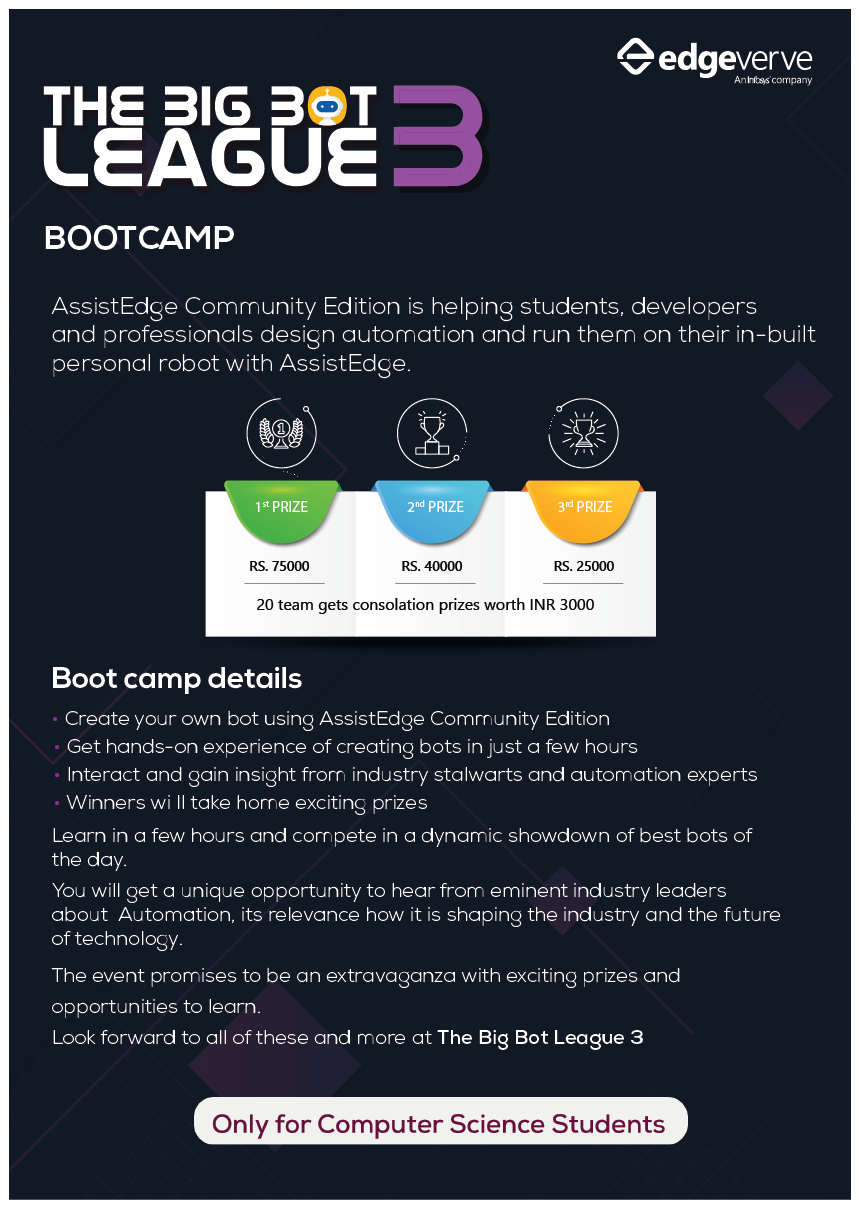 edgeverve
An Infosys company
THE BIG BOT
LEAGUE 3
BOOTCAMP
AssistEdge Community Edition is helping students, developers
and professionals design automation and run them on their in-built
personal robot with AssistEdge.
1
1st PRIZE 2nd PRIZE 3rd PRIZE
RS. 75000 RS. 40000 RS. 25000
20 team gets consolation prizes worth INR 3000
Boot camp details
• Create your own bot using AssistEdge Community Edition
• Get hands-on experience of creating bots in just a few hours
• Interact and gain insight from industry stalwarts and automation experts
• Winners wi ll take home exciting prizes
Learn in a few hours and compete in a dynamic showdown of best bots of
the day.
You will get a unique opportunity to hear from eminent industry leaders
about Automation, its relevance how it is shaping the industry and the future
of technology.
The event promises to be an extravaganza with exciting prizes and
opportunities to learn.
Look forward to all of these and more at The Big Bot League 3
Only for Computer Science Students